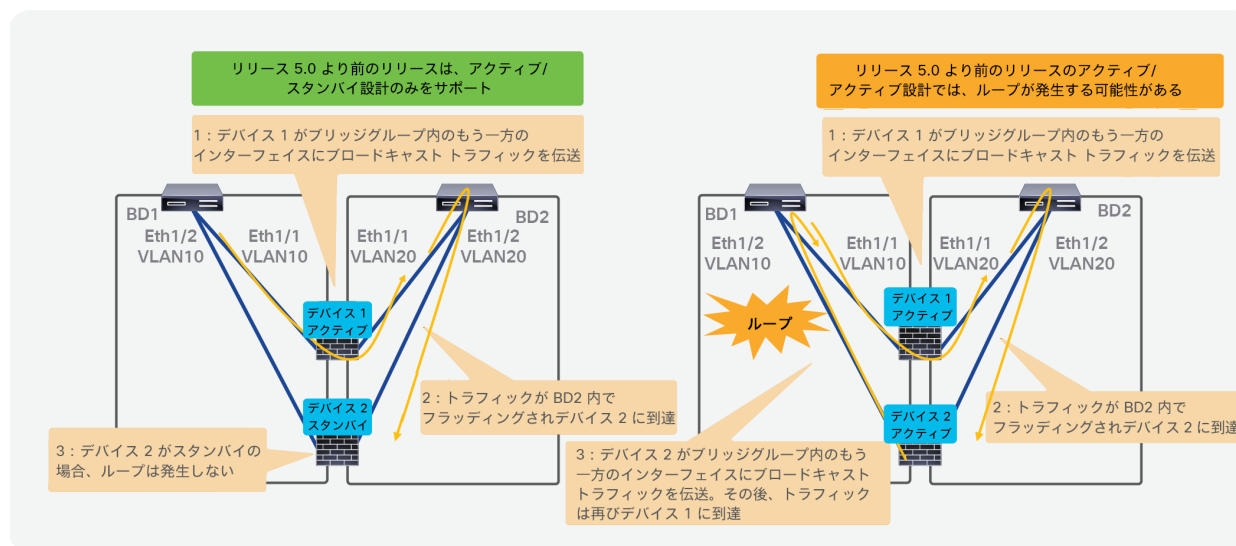 リリース 5.0 より前のリリースは、アクティブ/
スタンバイ設計のみをサポート
1：デバイス 1 がブリッジグループ内のもう一方の
インターフェイスにブロードキャスト トラフィックを伝送
BD1
BD2
Eth1/2
VLAN10
Eth1/1
VLAN10
Eth1/1
VLAN20
Eth1/2
VLAN20
デバイス 1
アクティブ
2：トラフィックが BD2 内で
フラッディングされデバイス 2 に到達
デバイス 2
スタンバイ
3：デバイス 2 がスタンバイの
場合、ループは発生しない
リリース 5.0 より前のリリースのアクティブ/
アクティブ設計では、ループが発生する可能性がある
1：デバイス 1 がブリッジグループ内のもう一方の
インターフェイスにブロードキャスト トラフィックを伝送
BD1
BD2
Eth1/2
VLAN10
Eth1/1
VLAN10
Eth1/1
VLAN20
Eth1/2
VLAN20
デバイス 1
アクティブ
ループ
2：トラフィックが BD2 内で
フラッディングされデバイス 2 に到達
デバイス 2
アクティブ
3：デバイス 2 がブリッジグループ内のもう
一方のインターフェイスにブロードキャスト
トラフィックを伝送。その後、トラフィック
は再びデバイス 1 に到達